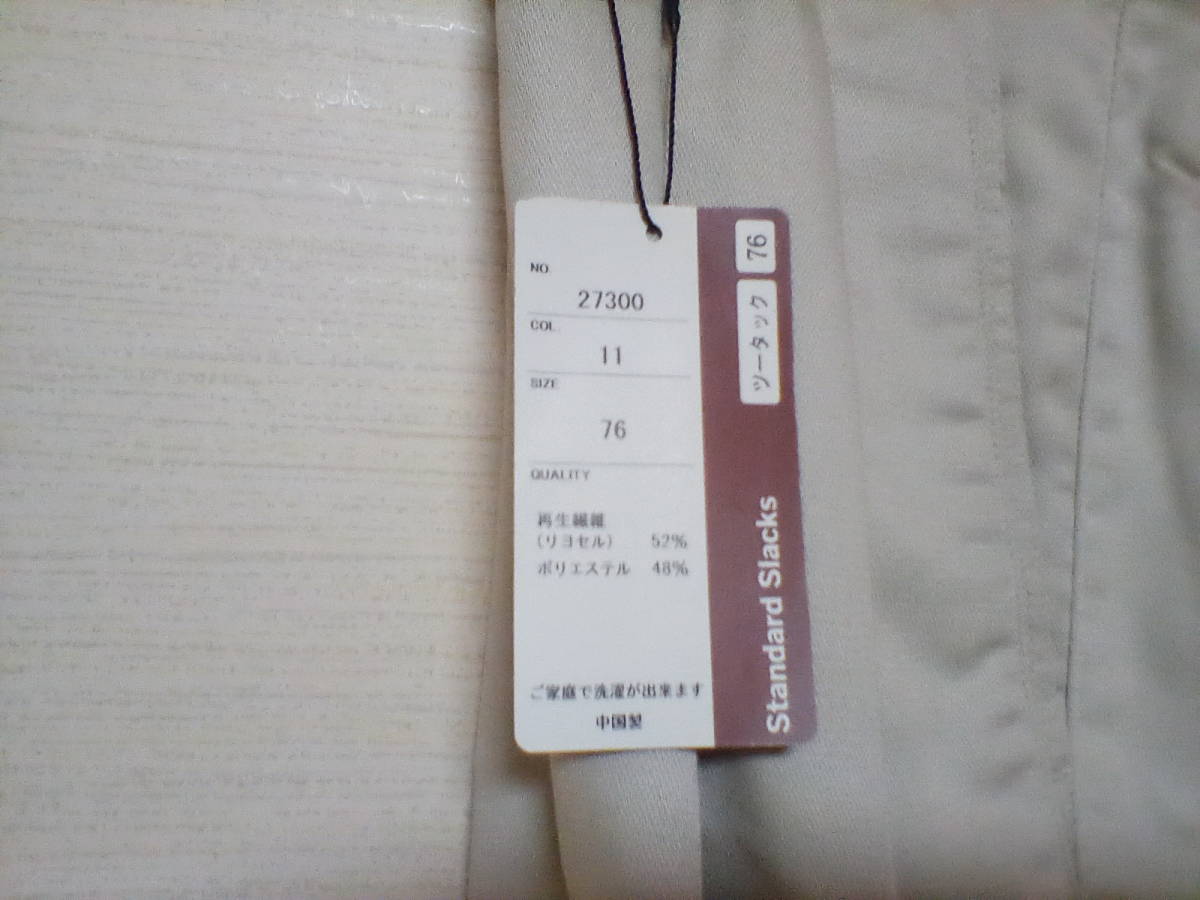 NO.
27300
COL.
11
SIZE
76
QUALITY
再生繊維
(リヨセル) 52%
ポリエステル 48%
ご家庭で洗濯が出来ます
中国製
Standard Slacks ツータック 76